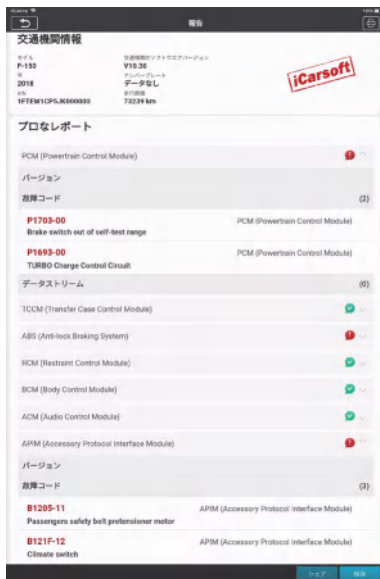 報告
交通機関情報
モデル 交通機関のソフトウエアバージョン
F-150 V10.30
年 ナンバープレート
2018 データなし
VIN 走行距離
73239 km
iCarsoft
プロなレポート
PCM (Powertrain Control Module)
バージョン
故障コード (2)
P1703-00 PCM (Powertrain Control Module)
Brake switch out of self-test range
P1693-00 PCM (Powertrain Control Module)
TURBO Charge Control Circuit
データストリーム (0)
TCCM (Transfer Case Control Module)
ABS (Anti-lock Braking System)
RCM (Restraint Control Module)
BCM (Body Control Module)
ACM (Audio Control Module)
APIM (Accessory Protocol Interface Module)
バージョン
故障コード (3)
B1205-11 APIM (Accessory Protocol Interface Module)
Passengers safety belt pretensioner motor
B121F-12 APIM (Accessory Protocol Interface Module)
Climate switch
シェア 保存